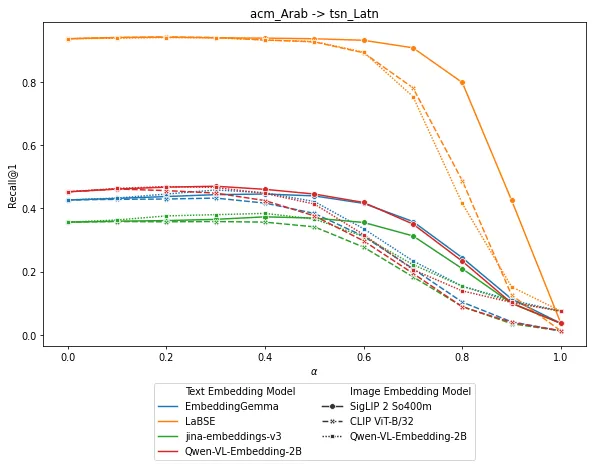 acm_Arab -> tsn_Latn
Recall@1
0.8
0.6
0.4
0.2
0.0
0.0 0.2 0.4 0.6 0.8 1.0
α
Text Embedding Model Image Embedding Model
EmbeddingGemma SigLIP 2 So400m
LaBSE CLIP ViT-B/32
jina-embeddings-v3 Qwen-VL-Embedding-2B
Qwen-VL-Embedding-2B